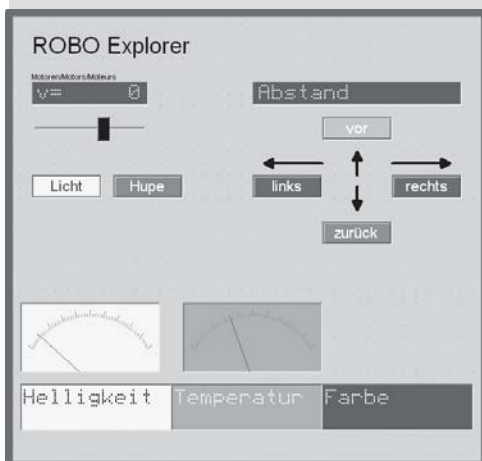 ROBO Explorer
Motoren/Motors/Moteurs
v= 0
Abstand
vor
links
rechts
Licht
Hupe
zurück
Helligkeit
Temperatur
Farbe